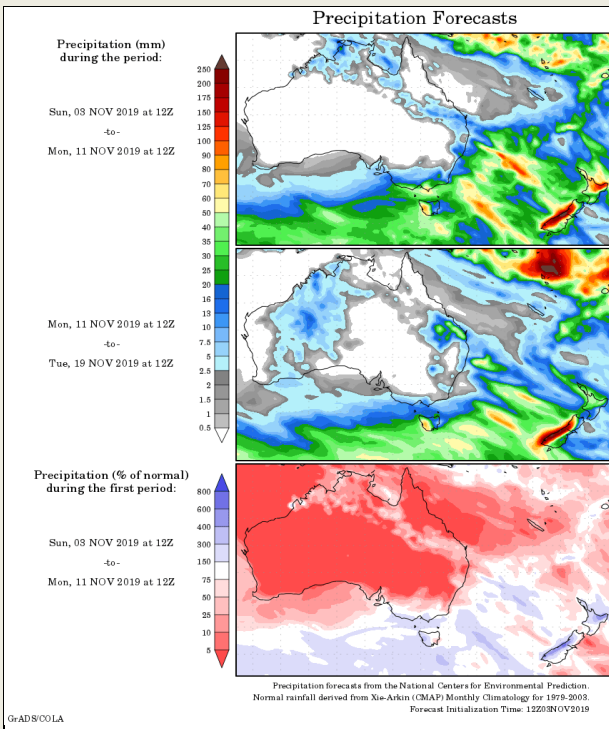 Precipitation Forecasts
Precipitation (mm)
during the period:
Sun, 03 NOV 2019 at 12Z
-to-
Mon, 11 NOV 2019 at 12Z
250
200
175
150
125
100
90
80
70
60
50
40
35
30
25
20
16
13
10
7.5
5
2.5
2
1.5
1
0.5
Mon, 11 NOV 2019 at 12Z
-to-
Tue, 19 NOV 2019 at 12Z
Precipitation (% of normal)
during the first period:
Sun, 03 NOV 2019 at 12Z
-to-
Mon, 11 NOV 2019 at 12Z
800
600
400
300
150
75
50
25
10
5
Precipitation forecasts from the National Centers for Environmental Prediction.
Normal rainfall derived from Xie-Arkin (CMAP) Monthly Climatology for 1979-2003.
Forecast Initialization Time: 12Z03NOV2019
GrADS/COLA